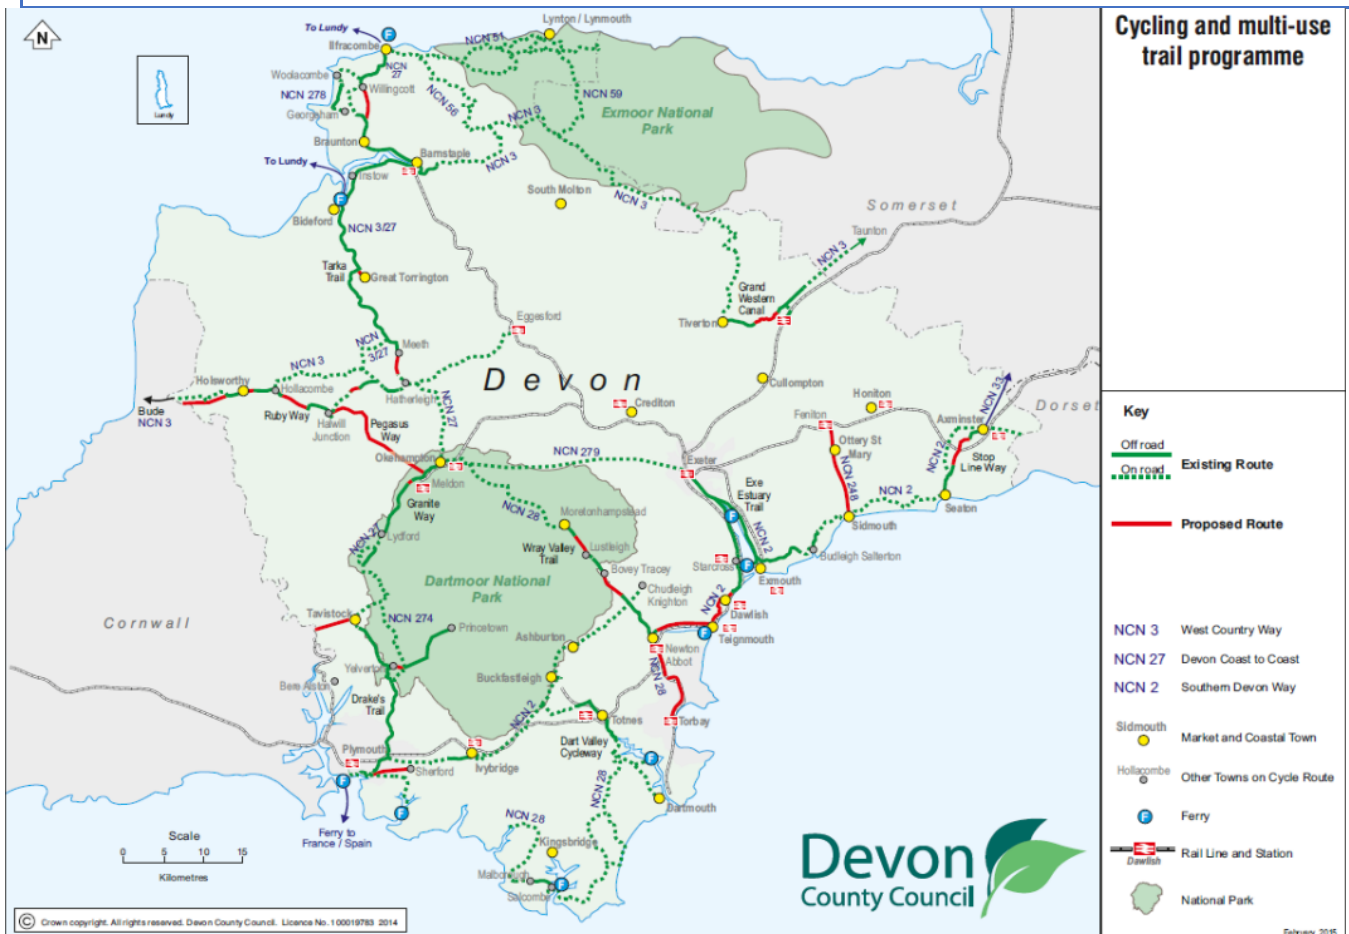 Cycling and multi-use
trail programme
N
To Lundy
F
Ilfracombe
Lynton / Lynmouth
NCN 51
Woolacombe
NCN
27
Willingcott
NCN 278
Georgeham
NCN 56
NCN 59
NCN 3
Exmoor National
Park
Lundy
Braunton
Barnstaple
NCN 3
To Lundy
Instow
F
Bideford
South Molton
NCN 3
Somerset
Taunton
NCN 3
NCN 3/27
Tarka
Trail
Great Torrington
Grand
Western
Canal
Tiverton
Eggesford
NCN
3/27
Meeth
NCN 3
Holsworthy
Hollacombe
Hatherleigh
Devon
Cullompton
Bude
NCN 3
Ruby Way
Halwill
Junction
Pegasus
Way
NCN 27
Crediton
Honiton
Feniton
Axminster
NCN 33
Dorset
Ottery St
Mary
NCN 2
Stop
Line Way
Okehampton
NCN 279
Exeter
Meldon
Granite
Way
Exe
Estuary
Trail
NCN 248
NCN 2
Seaton
Sidmouth
NCN 28
Moretonhampstead
F
NCN 27
Lydford
Wray Valley
Trail
Lustleigh
NCN 2
Budleigh Salterton
Bovey Tracey
Starcross
F
Exmouth
Dartmoor National
Park
Chudleigh
Knighton
NCN 2
Dawlish
Cornwall
Tavistock
NCN 274
Princetown
F
Teignmouth
Ashburton
Newton
Abbot
Yelverton
NCN 28
Buckfastleigh
Bere Alston
Drake's
Trail
NCN 2
Totnes
Torbay
Dart Valley
Cycleway
Plymouth
Sherford
Ivybridge
F
F
NCN 28
Dartmouth
F
NCN 28
Ferry to
France / Spain
Kingsbridge
Malborough
F
Salcombe
Scale
0 5 10 15
Kilometres
Devon
County Council
© Crown copyright. All rights reserved. Devon County Council. Licence No. 100019783 2014
Key
Off road
On road
Existing Route
Proposed Route
NCN 3 West Country Way
NCN 27 Devon Coast to Coast
NCN 2 Southern Devon Way
Sidmouth
Market and Coastal Town
Hollacombe
Other Towns on Cycle Route
F Ferry
Rail Line and Station
Dawlish
National Park
February 2015